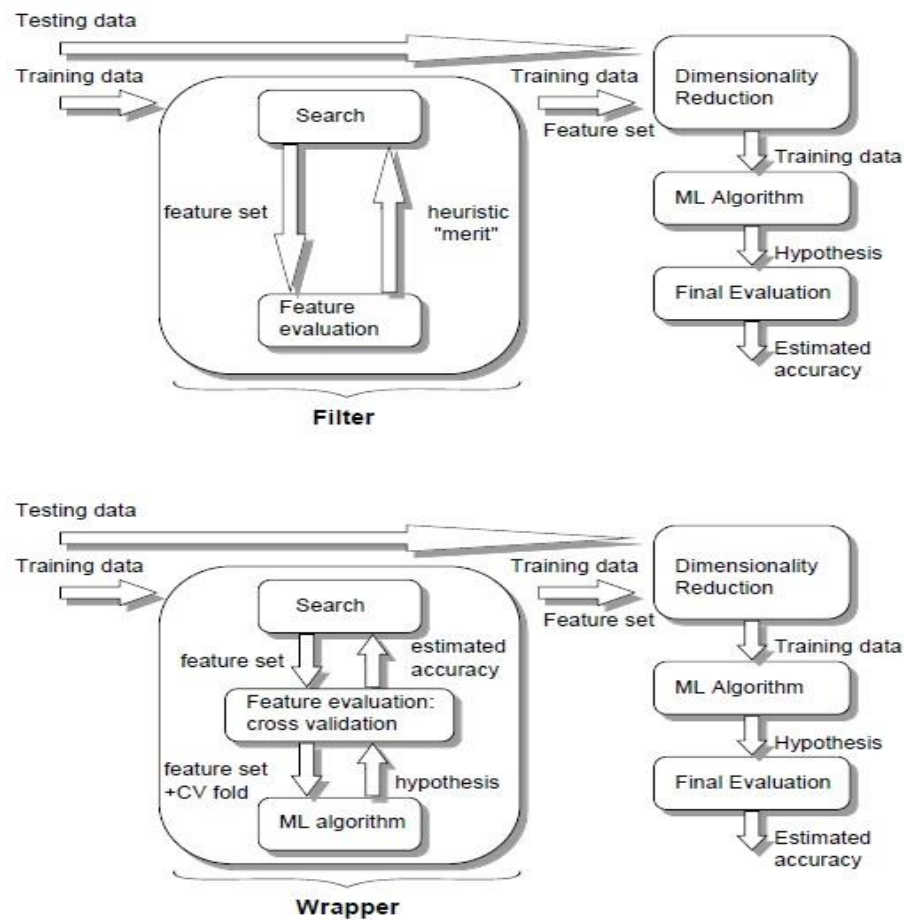 Testing data
Training data
Search
feature set
heuristic
"merit"
Feature
evaluation
Filter
Training data
Feature set
Dimensionality
Reduction
Training data
ML Algorithm
Hypothesis
Final Evaluation
Estimated
accuracy
Testing data
Training data
Search
feature set
estimated
accuracy
Feature evaluation:
cross validation
feature set
+CV fold
hypothesis
ML algorithm
Wrapper
Training data
Feature set
Dimensionality
Reduction
Training data
ML Algorithm
Hypothesis
Final Evaluation
Estimated
accuracy